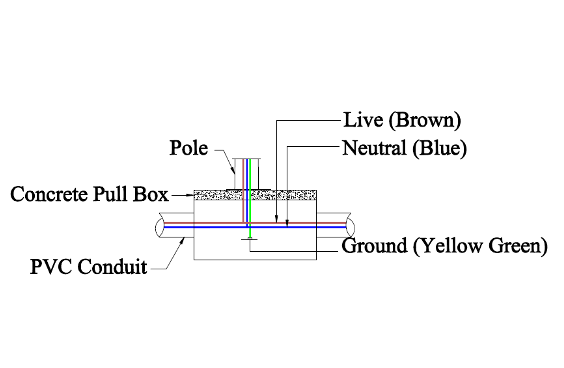 Live (Brown)
Pole
Neutral (Blue)
Concrete Pull Box
Ground (Yellow Green)
PVC Conduit